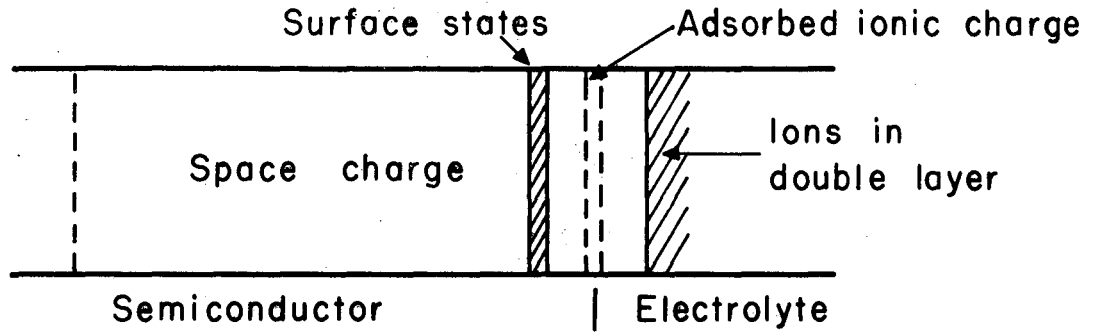 Surface states
Adsorbed ionic charge
Ions in
double layer
Space charge
Semiconductor | Electrolyte